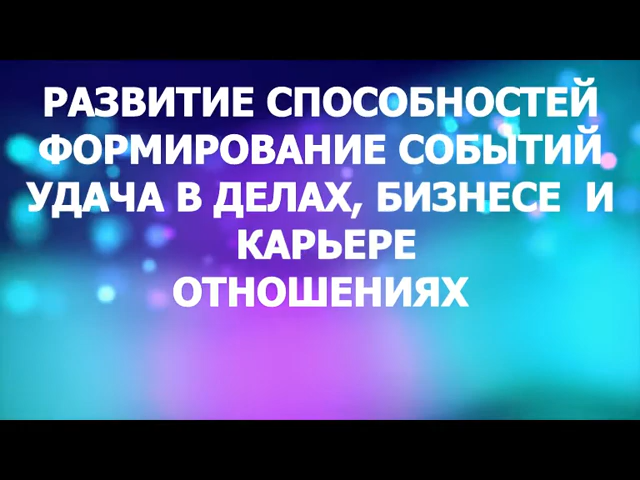 РАЗВИТИЕ СПОСОБНОСТЕЙ
ФОРМИРОВАНИЕ СОБЫТИЙ
УДАЧА В ДЕЛАХ, БИЗНЕСЕ И
КАРЬЕРЕ
ОТНОШЕНИЯХ